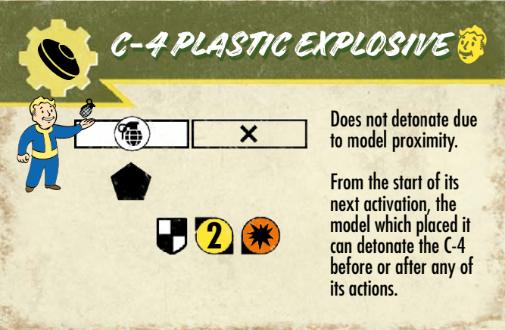 C-4 PLASTIC EXPLOSIVE
Does not detonate due
to model proximity.
From the start of its
next activation, the
model which placed it
can detonate the C-4
before or after any of
its actions.
2